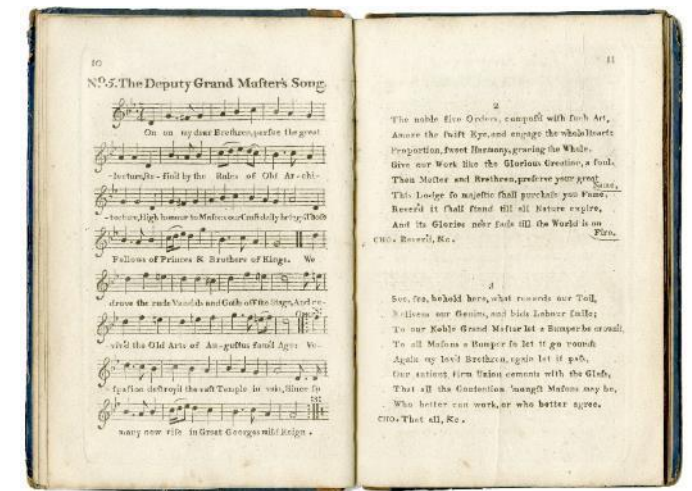 10
No. 5. The Deputy Grand Maſter's Song.
On on my dear Brethren, purſue the great
-lecture, Re-fin'd by the Rules of Old Ar-chi-
-tecture, High honour to Maſons our Craft daily brings, Thoſe
Fellows of Princes & Brothers of Kings. We
drove the rude Vandals and Goths off the Stage, And re-
-viv'd the Old Arts of Au-guſtus fam'd Age: Ve-
-ſpaſian deſtroy'd the vaſt Temple in vain, Since ſo
many now riſe in Great Georges mild Reign.
11
2
The noble five Orders, compoſ'd with ſuch Art,
Amaze the ſwift Eye, and engage the whole Heart:
Proportion, ſweet Harmony, gracing the Whole,
Give our Work like the Glorious Creation, a ſoul.
Then Maſter and Brethren, preſerve your great
Name,
This Lodge ſo majeſtic ſhall purchaſe you Fame;
Rever'd it ſhall ſtand till all Nature expire,
And its Glories ne'er fade till the World is on
Fire.
CHO. Rever'd, &c.
3
See, ſee, behold here, what rewards our Toil,
Enlivens our Genius, and bids Labour ſmile;
To our Noble Grand Maſter let a Bumper be crown'd,
To all Maſons a Bumper ſo let it go round:
Again my lov'd Brethren, again let it paſs,
Our antient firm Union cements with the Glaſs,
That all the Contention 'mongſt Maſons may be,
Who better can work, or who better agree.
CHO. That all, &c.